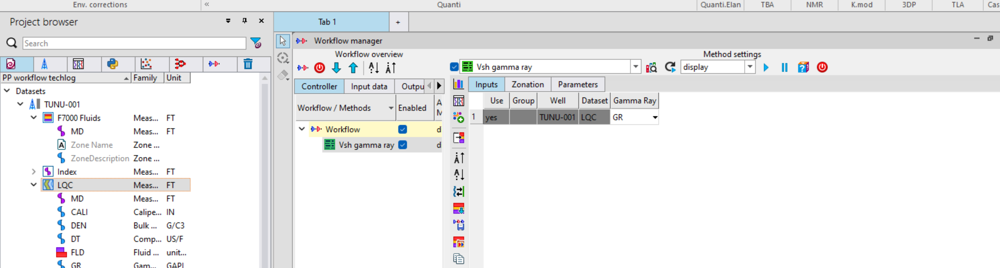 Env. corrections « Quanti Quanti.Elan TBA NMR K.mod 3DP TLA Cas
Project browser
Search
PP workflow techlog Family Unit
Datasets
TUNU-001
F7000 Fluids Meas... FT
MD Meas... FT
A Zone Name Zone ...
ZoneDescription Zone ...
Index Meas... FT
LQC Meas... FT
MD Meas... FT
CALI Calipe... IN
DEN Bulk ... G/C3
DT Comp... US/F
FLD Fluid ... unit...
GR Gam... GAPI
Tab 1 +
Workflow manager
Workflow overview
Controller Input data Outpu
Workflow / Methods Enabled A
M
Workflow d
Vsh gamma ray d
Method settings
Vsh gamma ray display
Inputs Zonation Parameters
Use Group Well Dataset Gamma Ray
1 yes TUNU-001 LQC GR